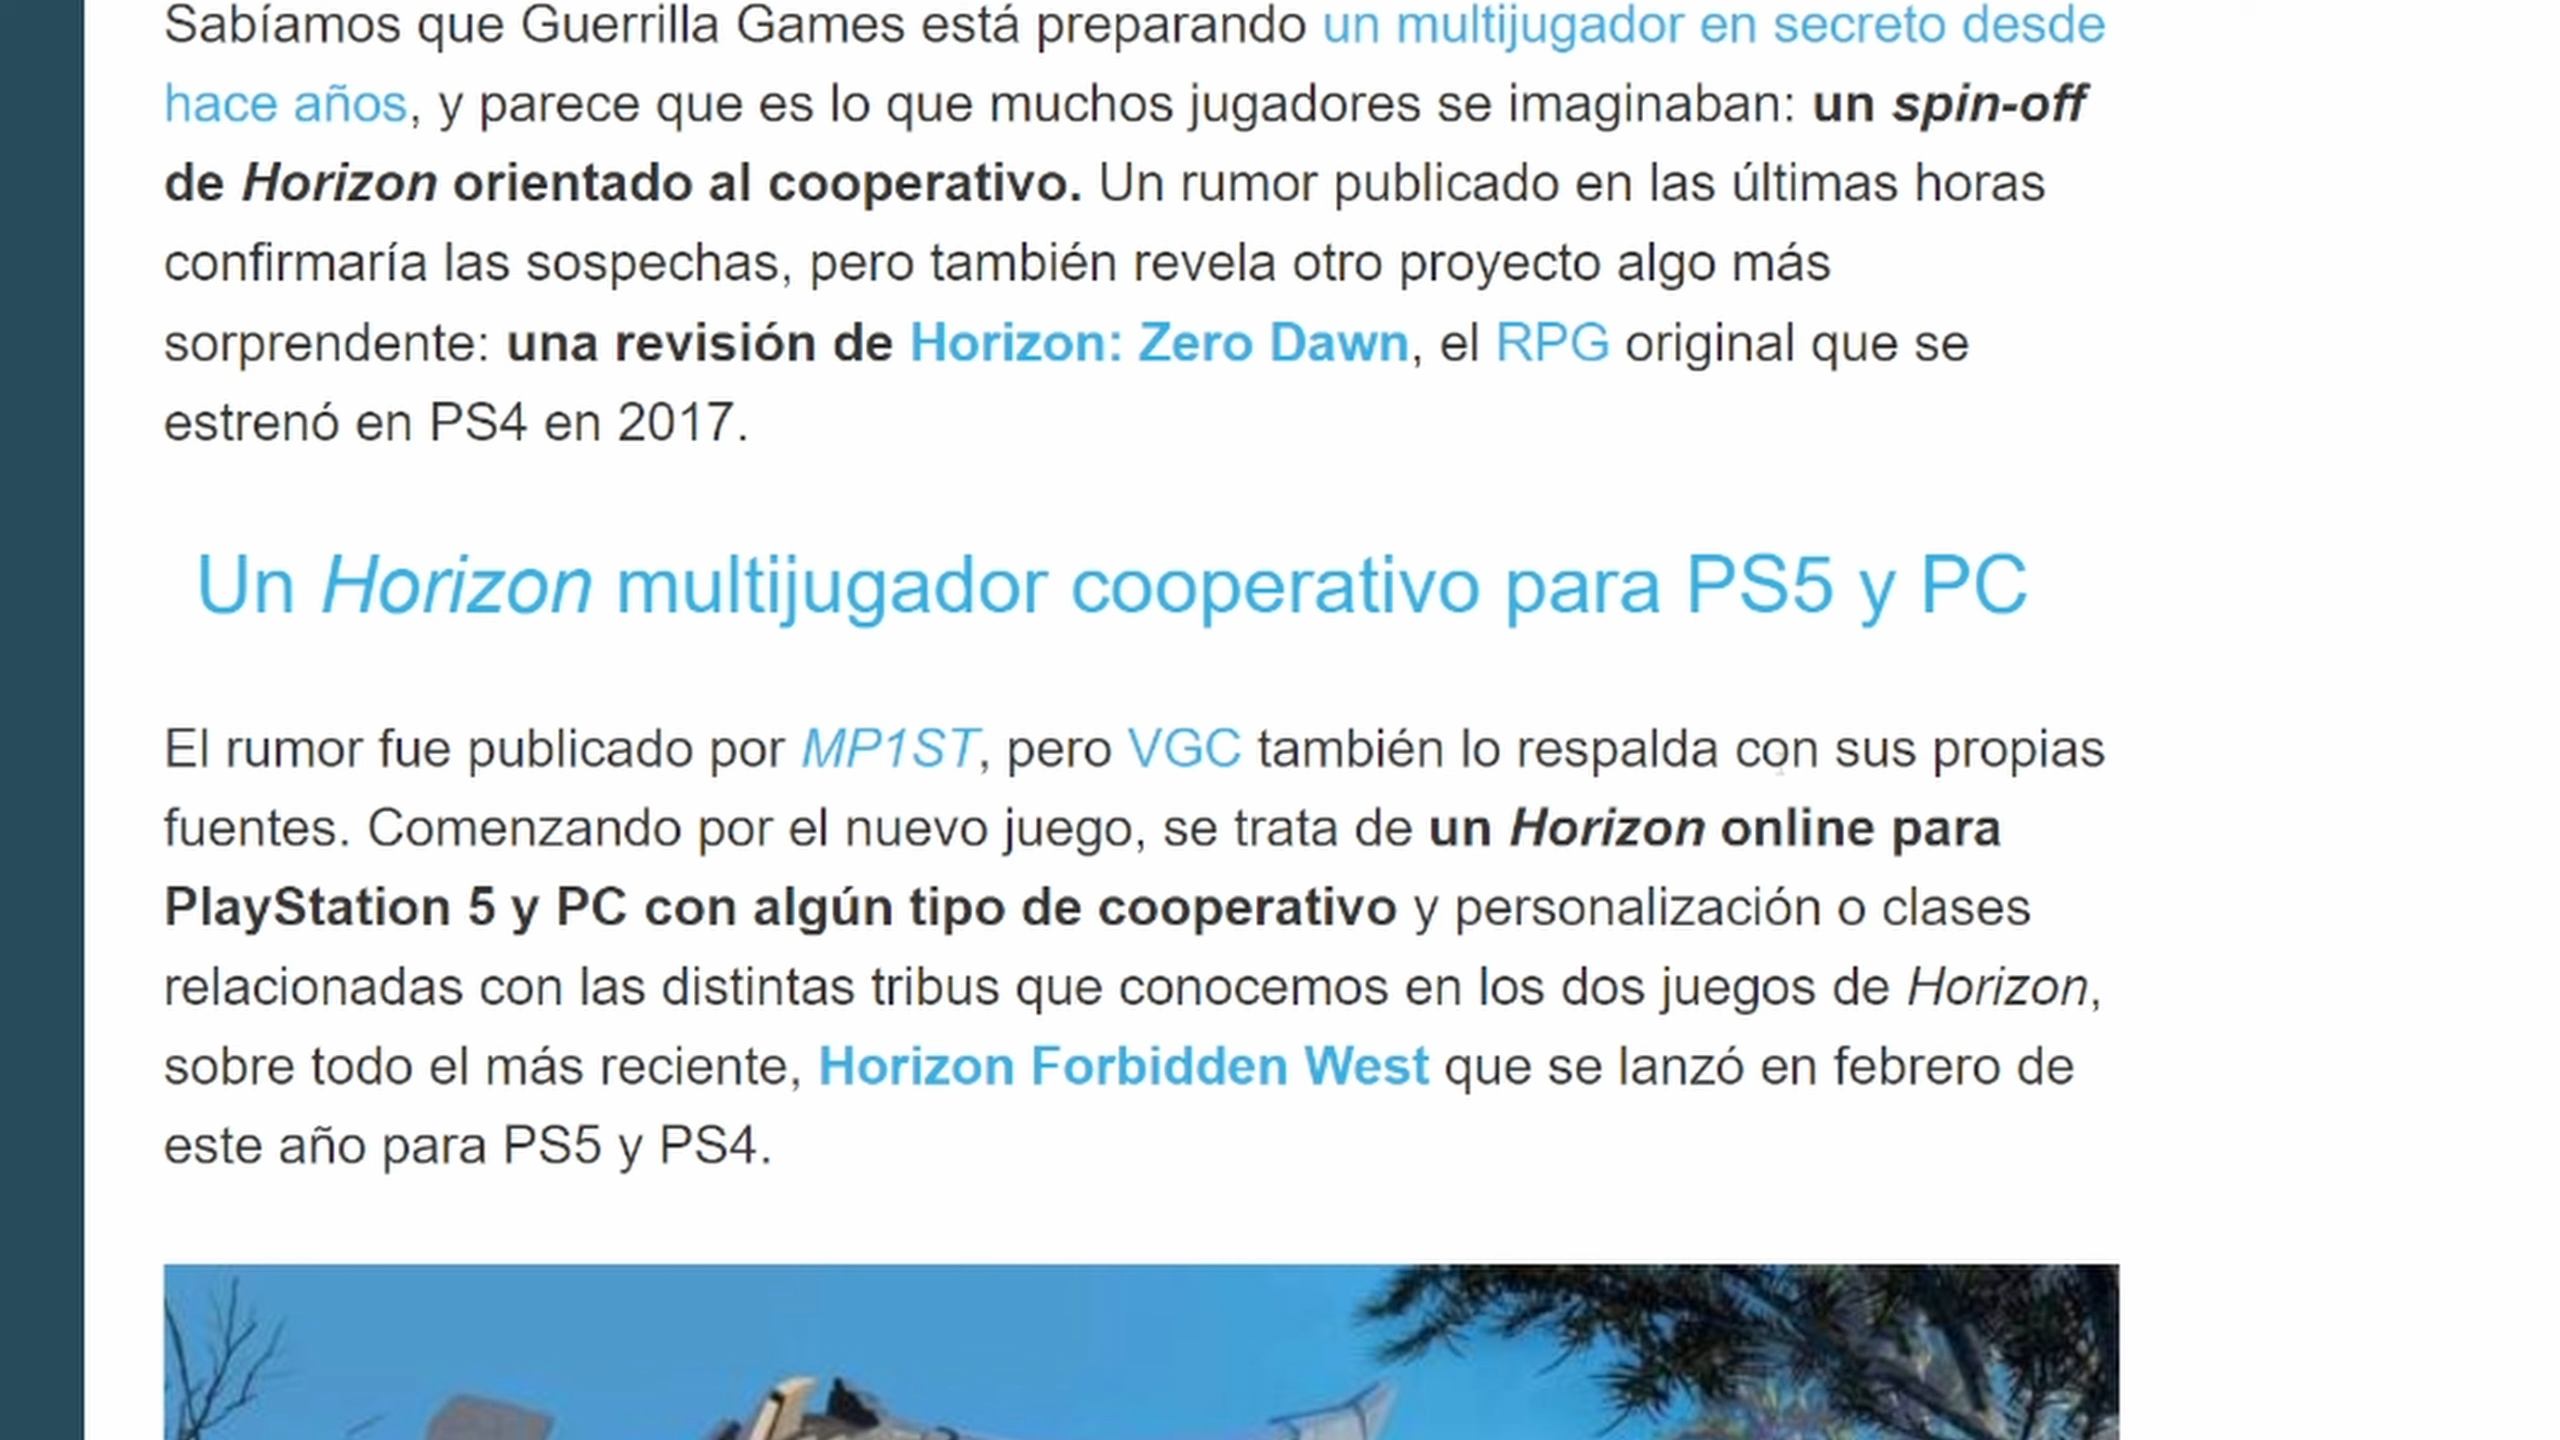 Sabíamos que Guerrilla Games está preparando un multijugador en secreto desde
hace años, y parece que es lo que muchos jugadores se imaginaban: un spin-off
de Horizon orientado al cooperativo. Un rumor publicado en las últimas horas
confirmaría las sospechas, pero también revela otro proyecto algo más
sorprendente: una revisión de Horizon: Zero Dawn, el RPG original que se
estrenó en PS4 en 2017.
Un Horizon multijugador cooperativo para PS5 y PC
El rumor fue publicado por MP1ST, pero VGC también lo respalda con sus propias
fuentes. Comenzando por el nuevo juego, se trata de un Horizon online para
PlayStation 5 y PC con algún tipo de cooperativo y personalización o clases
relacionadas con las distintas tribus que conocemos en los dos juegos de Horizon,
sobre todo el más reciente, Horizon Forbidden West que se lanzó en febrero de
este año para PS5 y PS4.